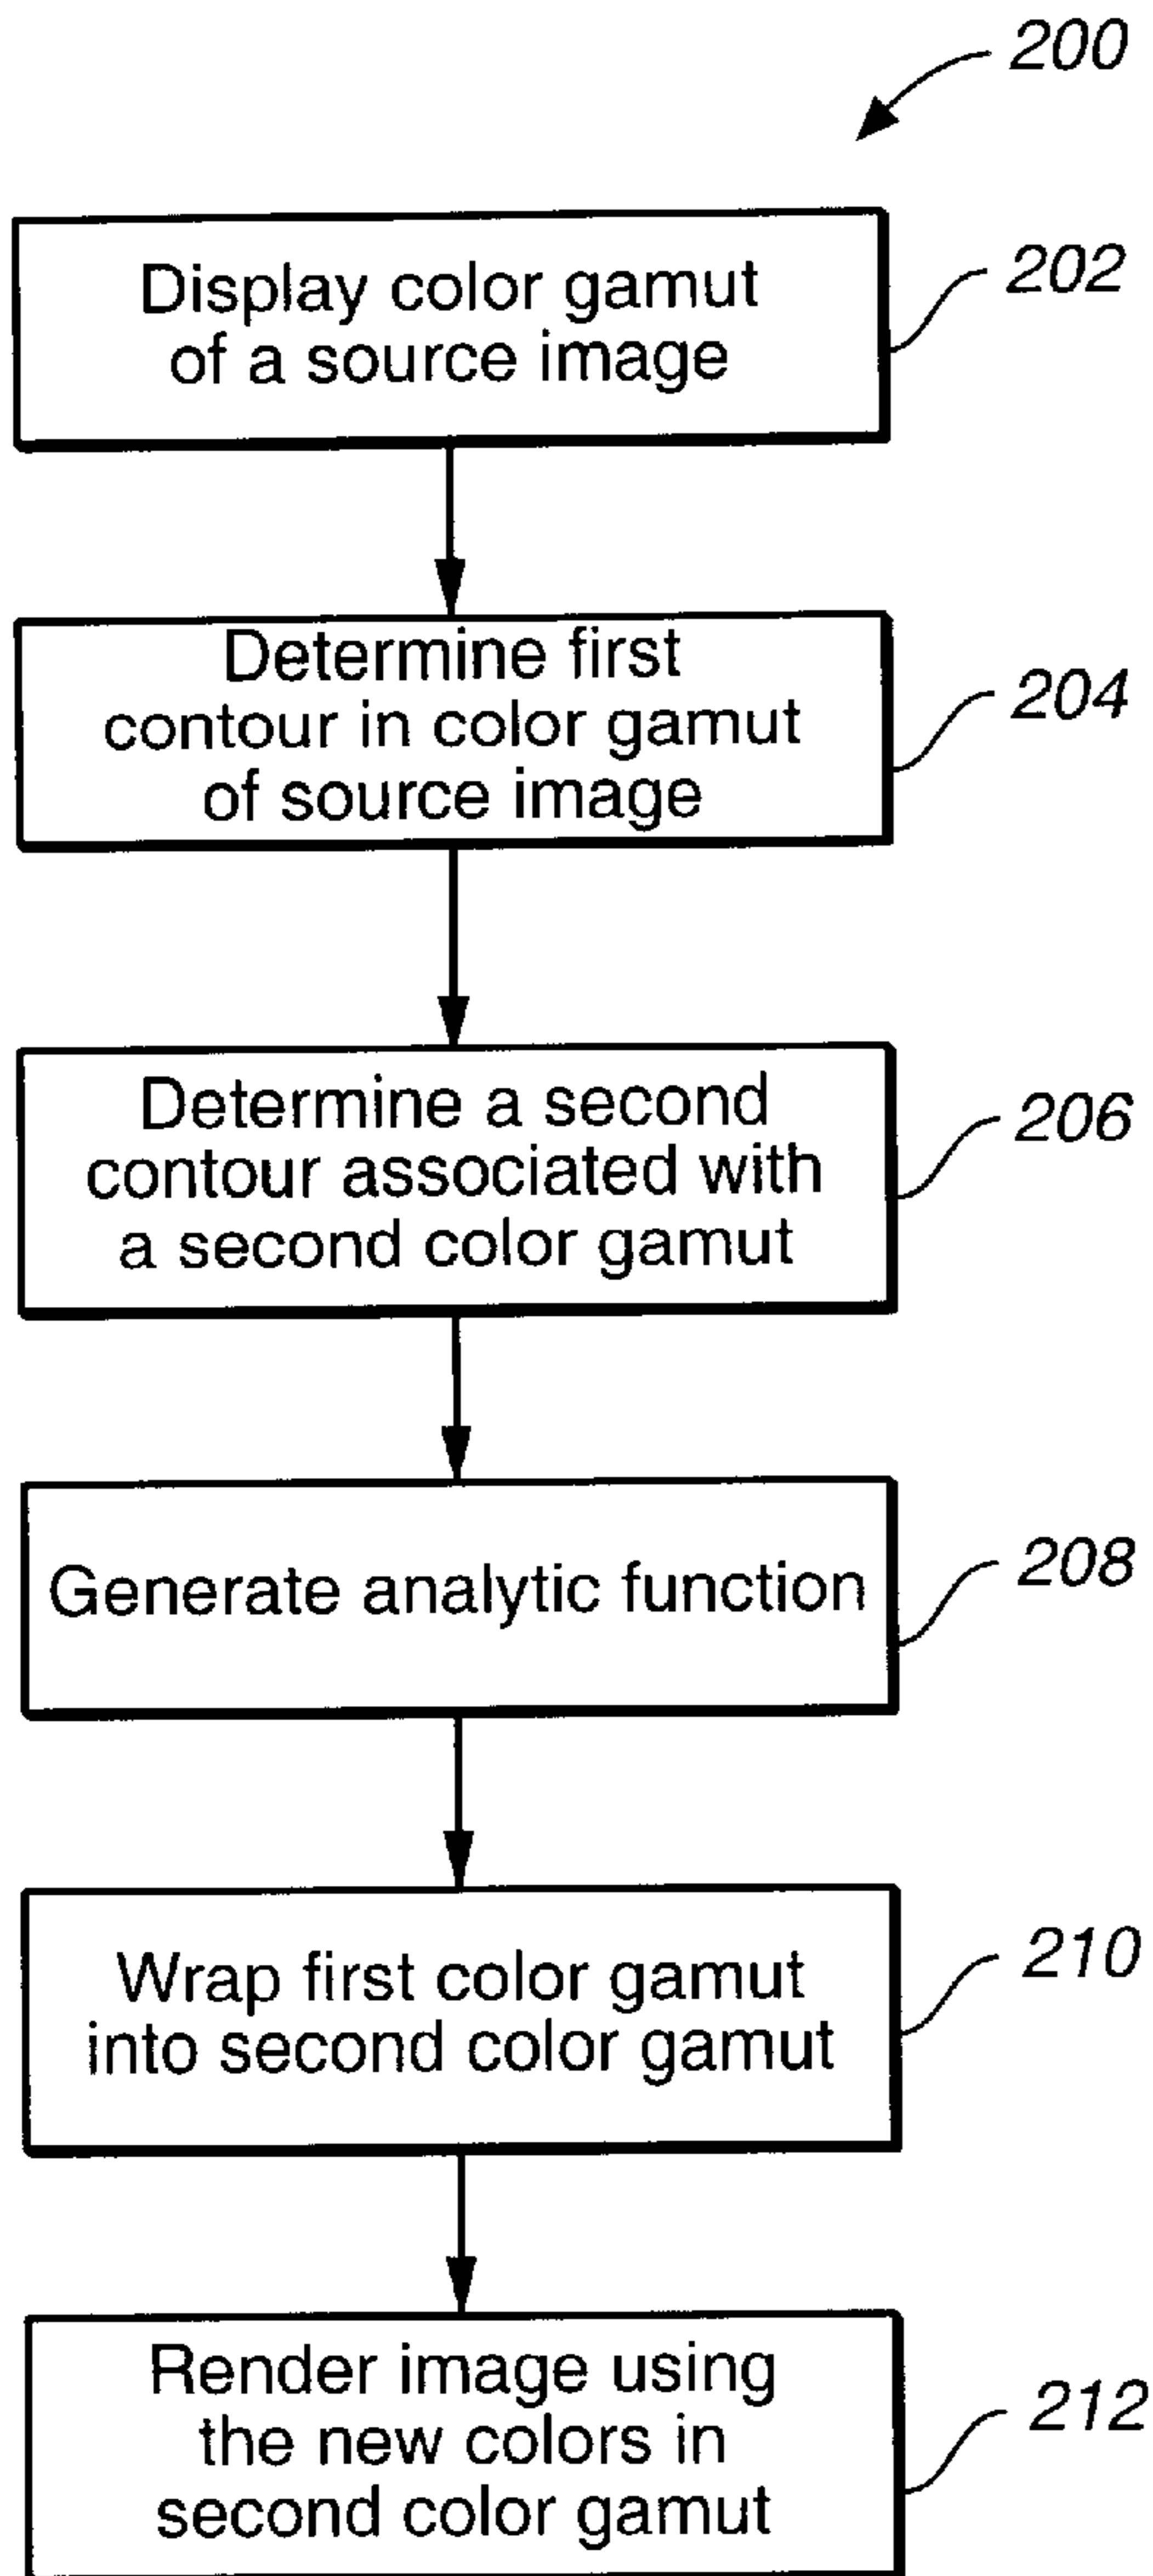 200
Display color gamut
of a source image
202
Determine first
contour in color gamut
of source image
204
Determine a second
contour associated with
a second color gamut
206
Generate analytic function
208
Wrap first color gamut
into second color gamut
210
Render image using
the new colors in
second color gamut
212